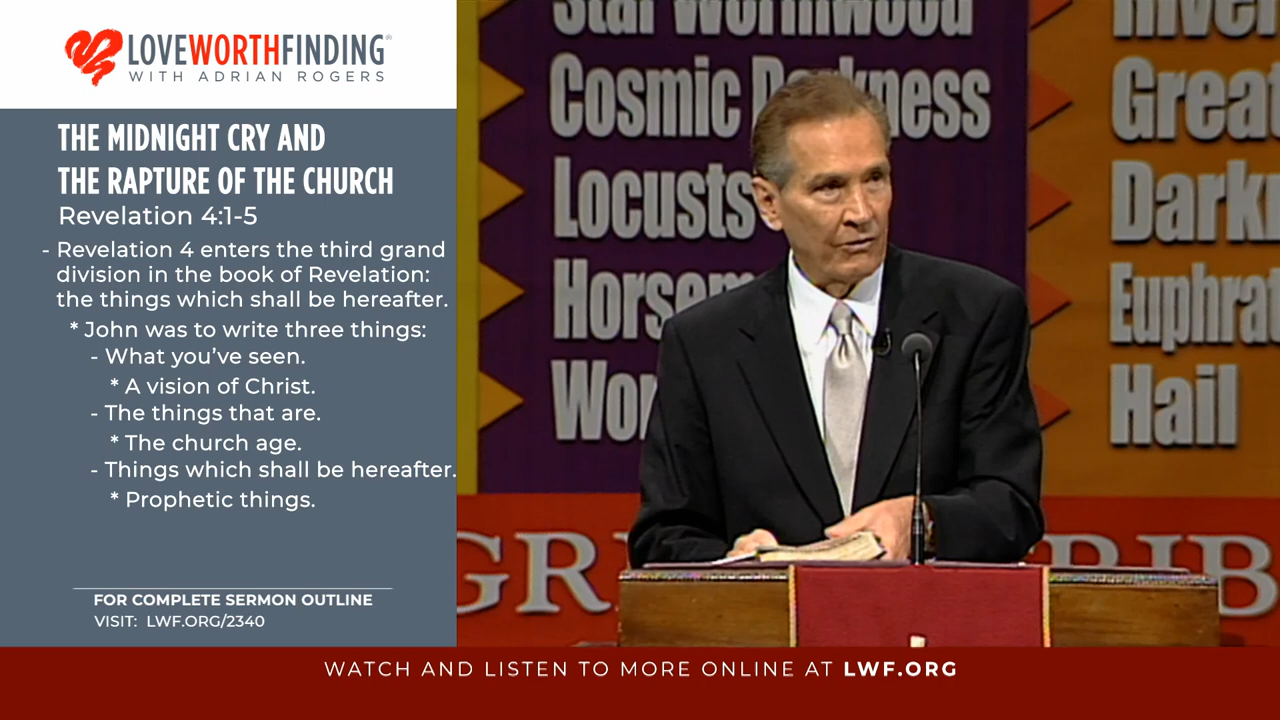 LOVEWORTHFINDING®
WITH ADRIAN ROGERS
THE MIDNIGHT CRY AND
THE RAPTURE OF THE CHURCH
Revelation 4:1-5
- Revelation 4 enters the third grand
division in the book of Revelation:
the things which shall be hereafter.
* John was to write three things:
- What you've seen.
* A vision of Christ.
- The things that are.
* The church age.
- Things which shall be hereafter.
* Prophetic things.
FOR COMPLETE SERMON OUTLINE
VISIT: LWF.ORG/2340
Star Wormwood
Cosmic
Locusts
Great
Hail
WATCH AND LISTEN TO MORE ONLINE AT LWF.ORG